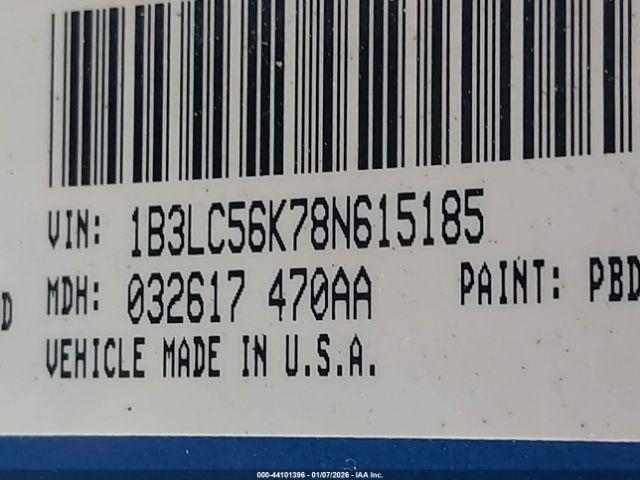 VIN: 1B3LC56K78N615185
D MDH: 032617 470AA PAINT: PBD
VEHICLE MADE IN U.S.A.
000-44101396 - 01/07/2026 - IAA Inc.